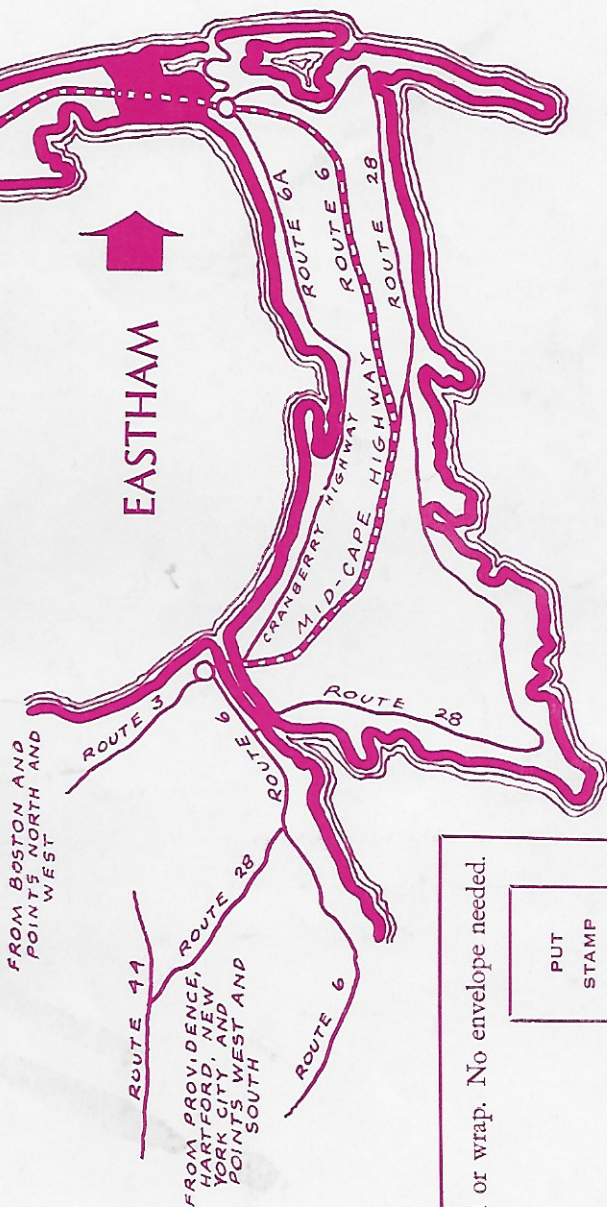 FROM BOSTON AND
POINTS NORTH AND
WEST
ROUTE 3
ROUTE 44
ROUTE 28
FROM PROVIDENCE,
HARTFORD, NEW
YORK CITY, AND
POINTS WEST AND
SOUTH
ROUTE 6
ROUTE 6
ROUTE 28
CRANBERRY HIGHWAY
MID-CAPE HIGHWAY
EASTHAM
ROUTE 6A
ROUTE 6
ROUTE 28
or wrap. No envelope needed.
PUT
STAMP